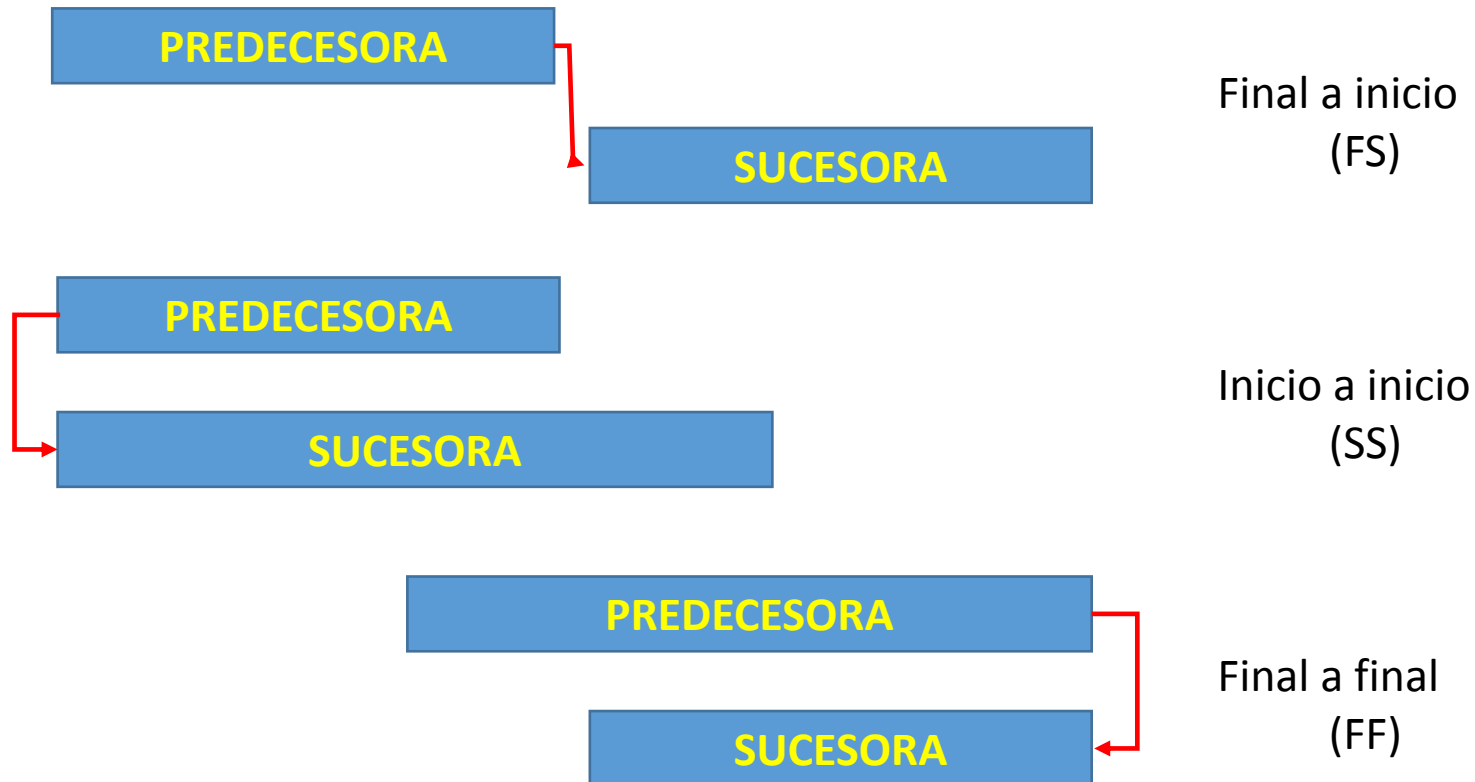 PREDECESORA
SUCESORA
Final a inicio
(FS)
PREDECESORA
SUCESORA
Inicio a inicio
(SS)
PREDECESORA
SUCESORA
Final a final
(FF)